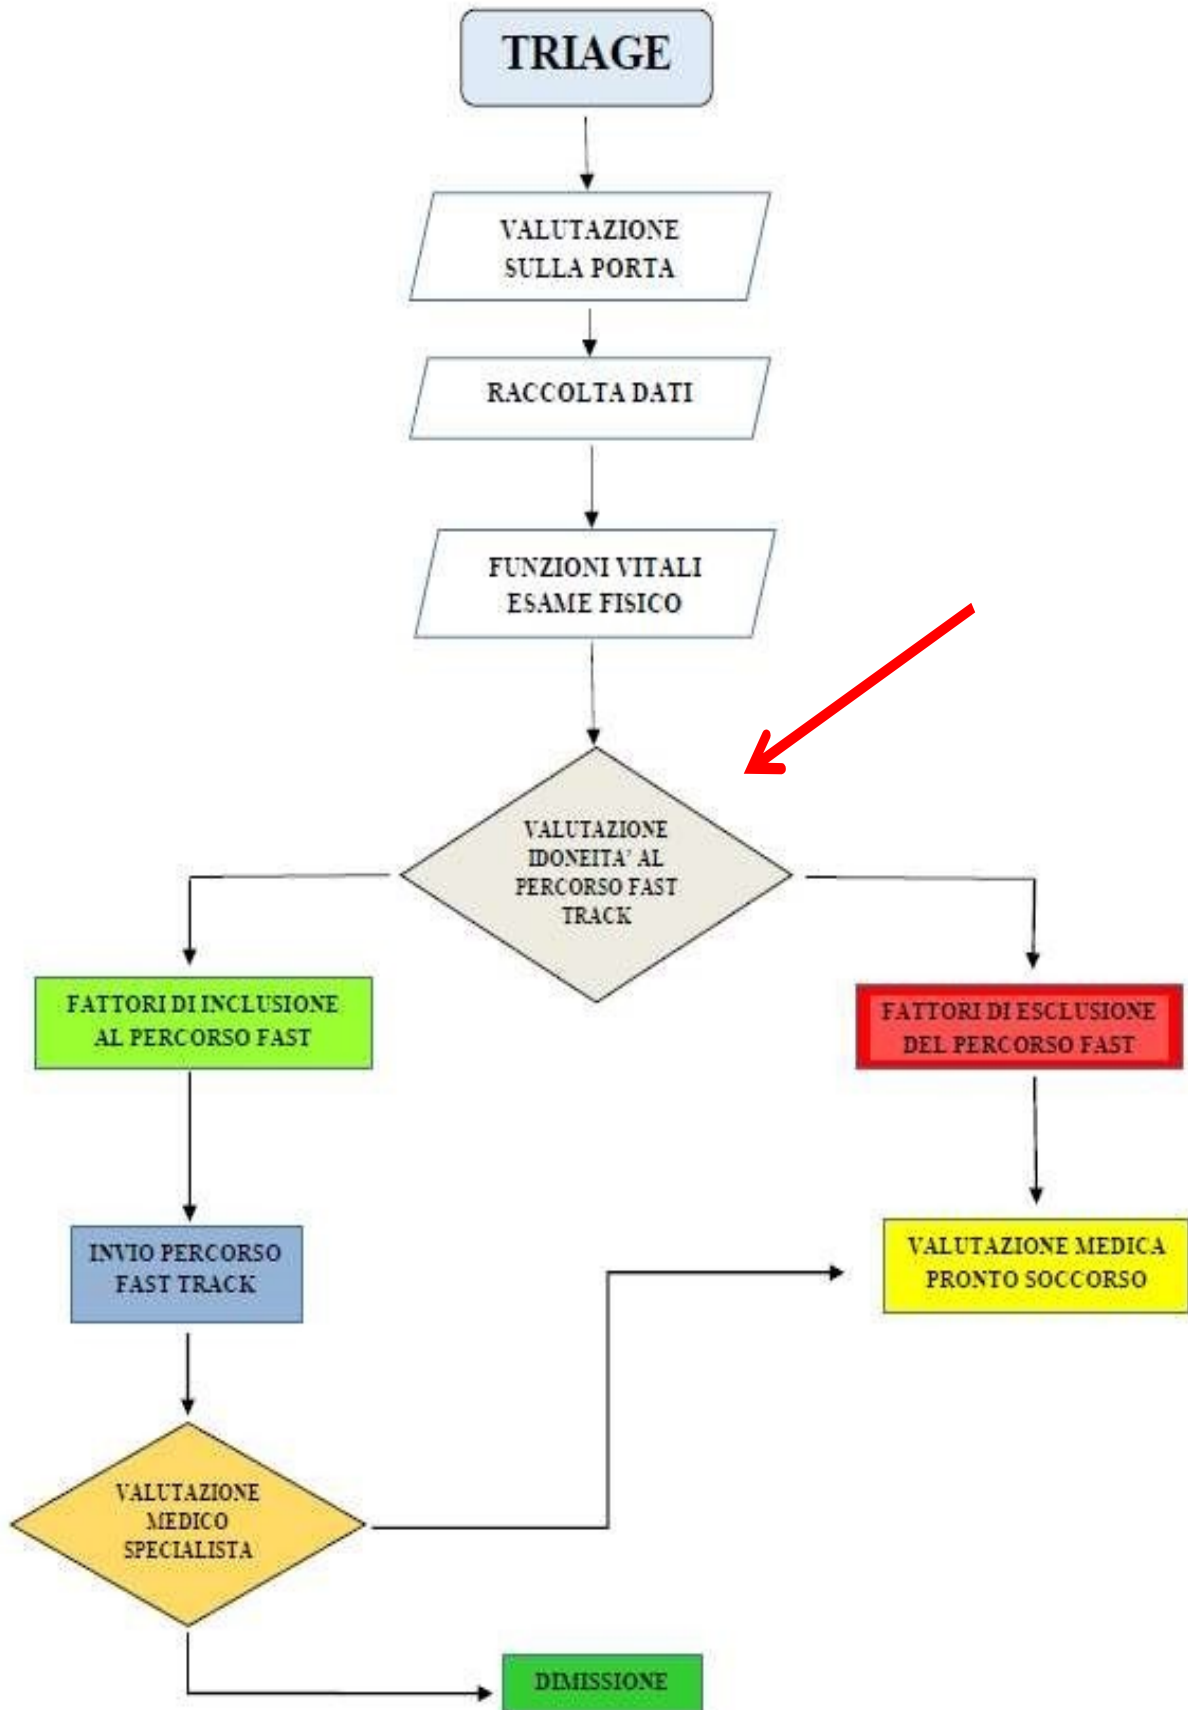 TRIAGE
VALUTAZIONE
SULLA PORTA
RACCOLTA DATI
FUNZIONI VITALI
ESAME FISICO
VALUTAZIONE
IDONEITA' AL
PERCORSO FAST
TRACK
FATTORI DI INCLUSIONE
AL PERCORSO FAST
FATTORI DI ESCLUSIONE
DEL PERCORSO FAST
INVIO PERCORSO
FAST TRACK
VALUTAZIONE MEDICA
PRONTO SOCCORSO
VALUTAZIONE
MEDICO
SPECIALISTA
DIMISSIONE